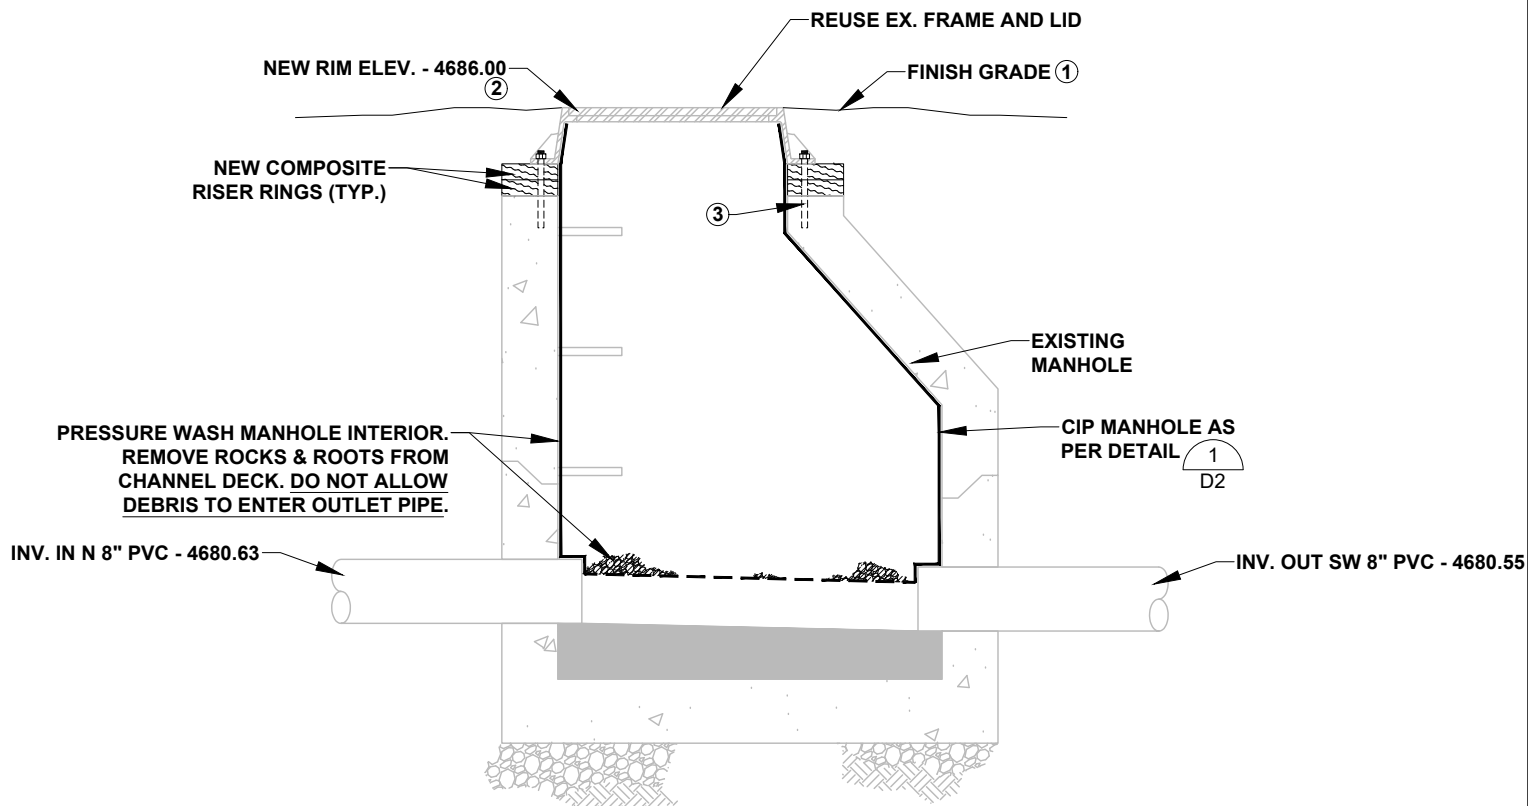 REUSE EX. FRAME AND LID
NEW RIM ELEV. - 4686.00
2
FINISH GRADE 1
NEW COMPOSITE
RISER RINGS (TYP.)
3
EXISTING
MANHOLE
PRESSURE WASH MANHOLE INTERIOR.
REMOVE ROCKS & ROOTS FROM
CHANNEL DECK. DO NOT ALLOW
DEBRIS TO ENTER OUTLET PIPE.
CIP MANHOLE AS
PER DETAIL
1
D2
INV. IN N 8" PVC - 4680.63
INV. OUT SW 8" PVC - 4680.55